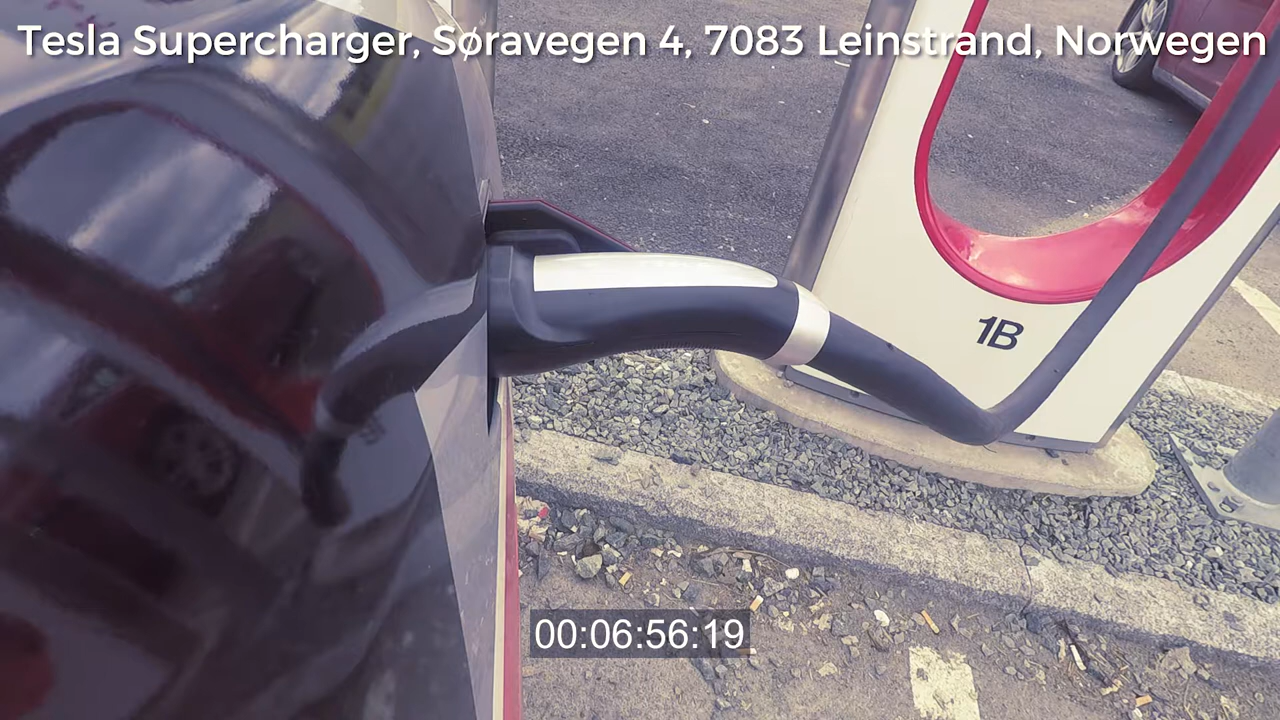 Tesla Supercharger, Søravegen 4, 7083 Leinstrand, Norwegen
1B
00:06:56:19